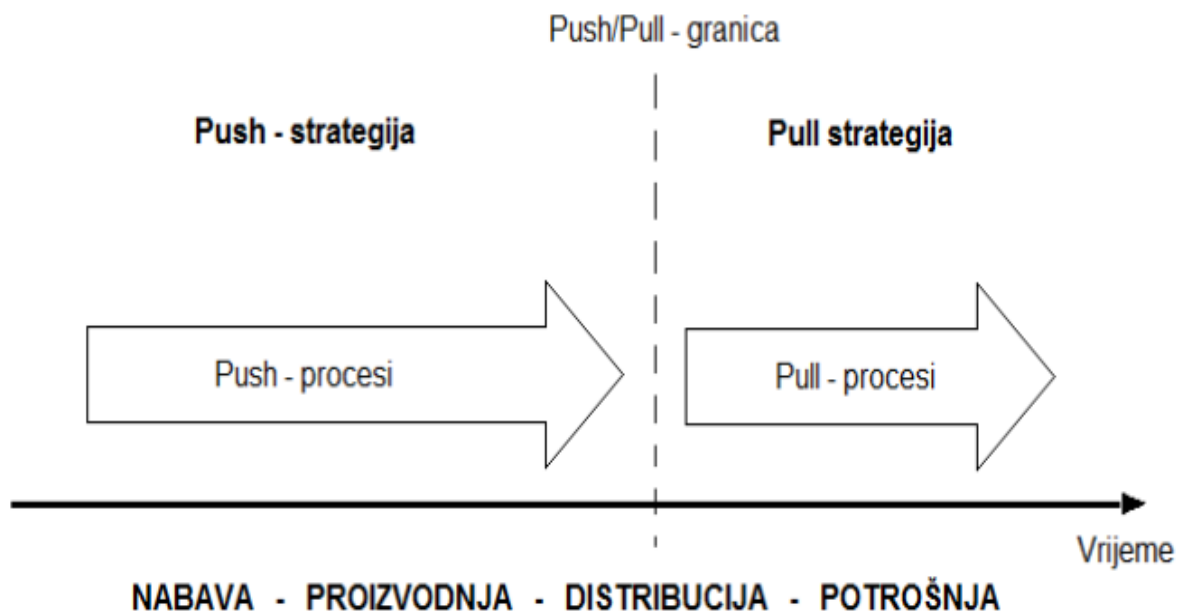 Push/Pull - granica
Push - strategija
Pull strategija
Push - procesi
Pull - procesi
Vrijeme
NABAVA - PROIZVODNJA - DISTRIBUCIJA - POTROŠNJA